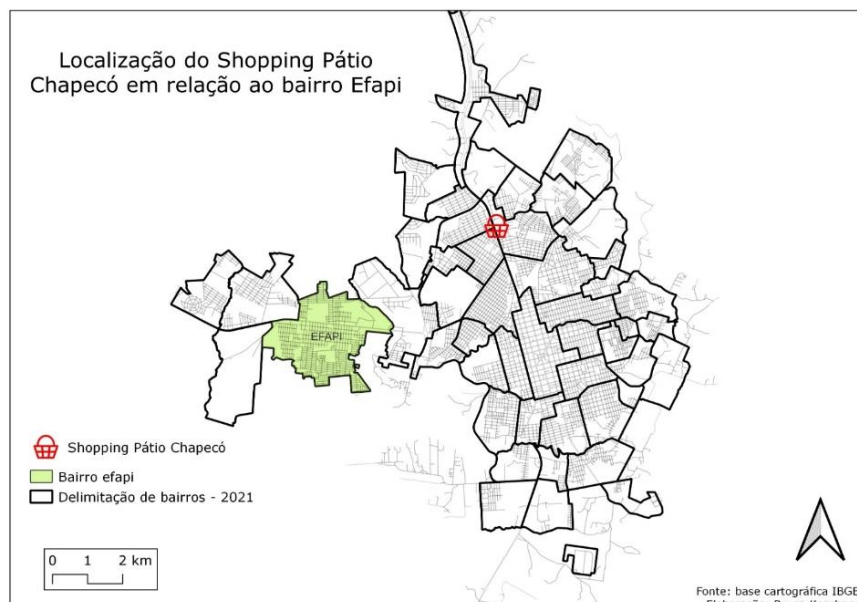 Localização do Shopping Pátio
Chapecó em relação ao bairro Efapi
EFAPI
Shopping Pátio Chapecó
Bairro efapi
Delimitação de bairros - 2021
0 1 2 km
Fonte: base cartográfica IBGE